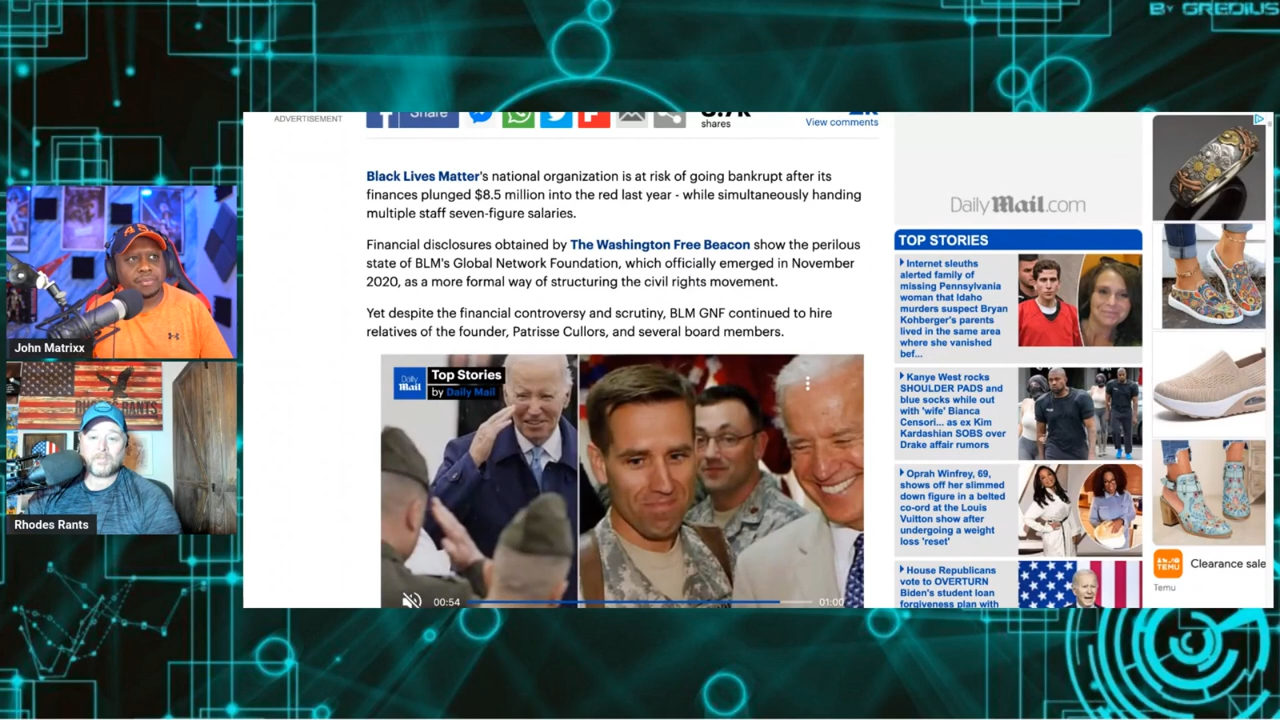 BY GREDIUS
ADVERTISEMENT
Share
8.7k
shares
2k
View comments
Black Lives Matter's national organization is at risk of going bankrupt after its
finances plunged $8.5 million into the red last year - while simultaneously handing
multiple staff seven-figure salaries.
Financial disclosures obtained by The Washington Free Beacon show the perilous
state of BLM's Global Network Foundation, which officially emerged in November
2020, as a more formal way of structuring the civil rights movement.
Yet despite the financial controversy and scrutiny, BLM GNF continued to hire
relatives of the founder, Patrisse Cullors, and several board members.
Daily
Mail
Top Stories
by Daily Mail
00:54
01:00
DailyMail.com
TOP STORIES
Internet sleuths
alerted family of
missing Pennsylvania
woman that Idaho
murders suspect Bryan
Kohberger's parents
lived in the same area
where she vanished
bef...
Kanye West rocks
SHOULDER PADS and
blue socks while out
with 'wife' Bianca
Censori... as ex Kim
Kardashian SOBS over
Drake affair rumors
Oprah Winfrey, 69,
shows off her slimmed
down figure in a belted
co-ord at the Louis
Vuitton show after
undergoing a weight
loss 'reset'
House Republicans
vote to OVERTURN
Biden's student loan
forgiveness plan with
TEMU
Clearance sale
Temu
John Matrixx
Rhodes Rants